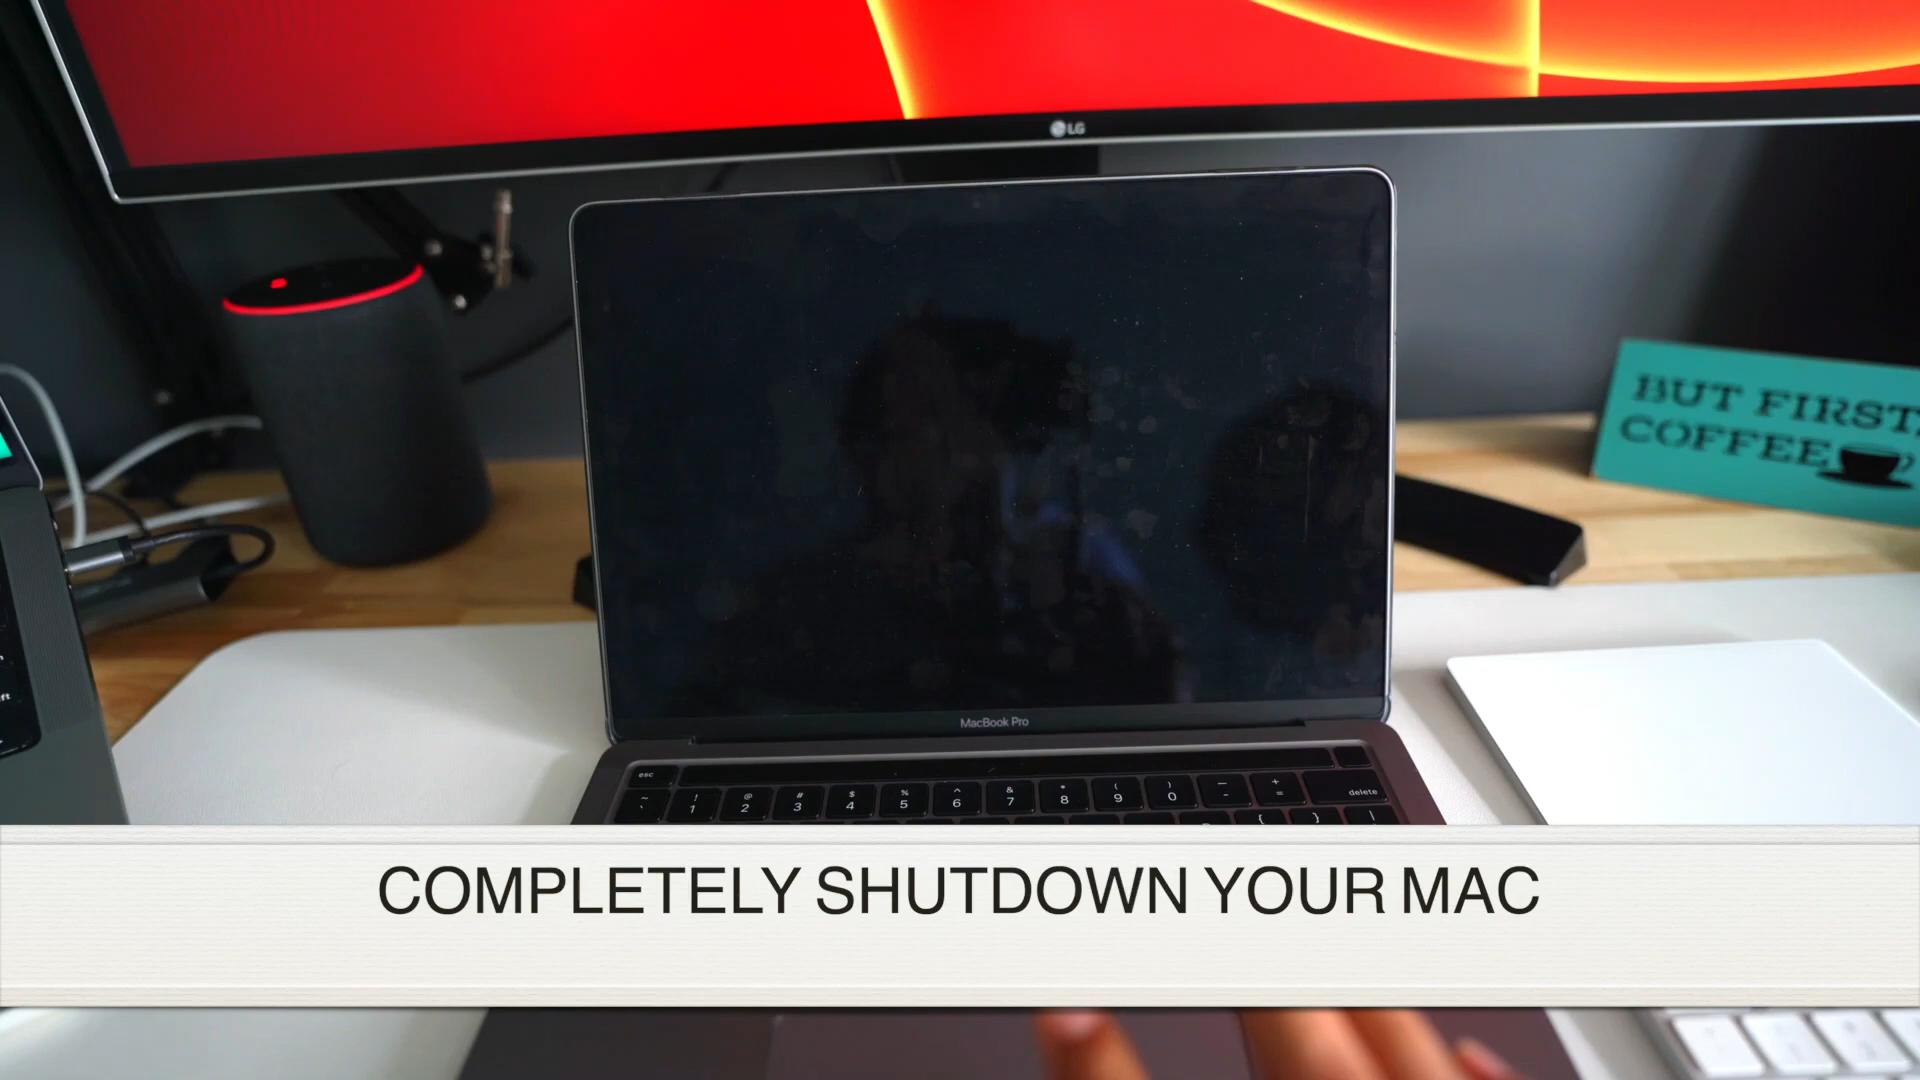 LG
BUT FIRST,
COFFEE
MacBook Pro
esc
~ ! @ # $ % ^ & * ( ) _ +
` 1 2 3 4 5 6 7 8 9 0 - = delete
{ } |
COMPLETELY SHUTDOWN YOUR MAC